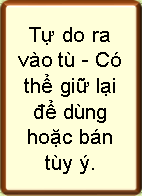 Tự do ra
vào tù - Có
thể giữ lại
để dùng
hoặc bán
tùy ý.